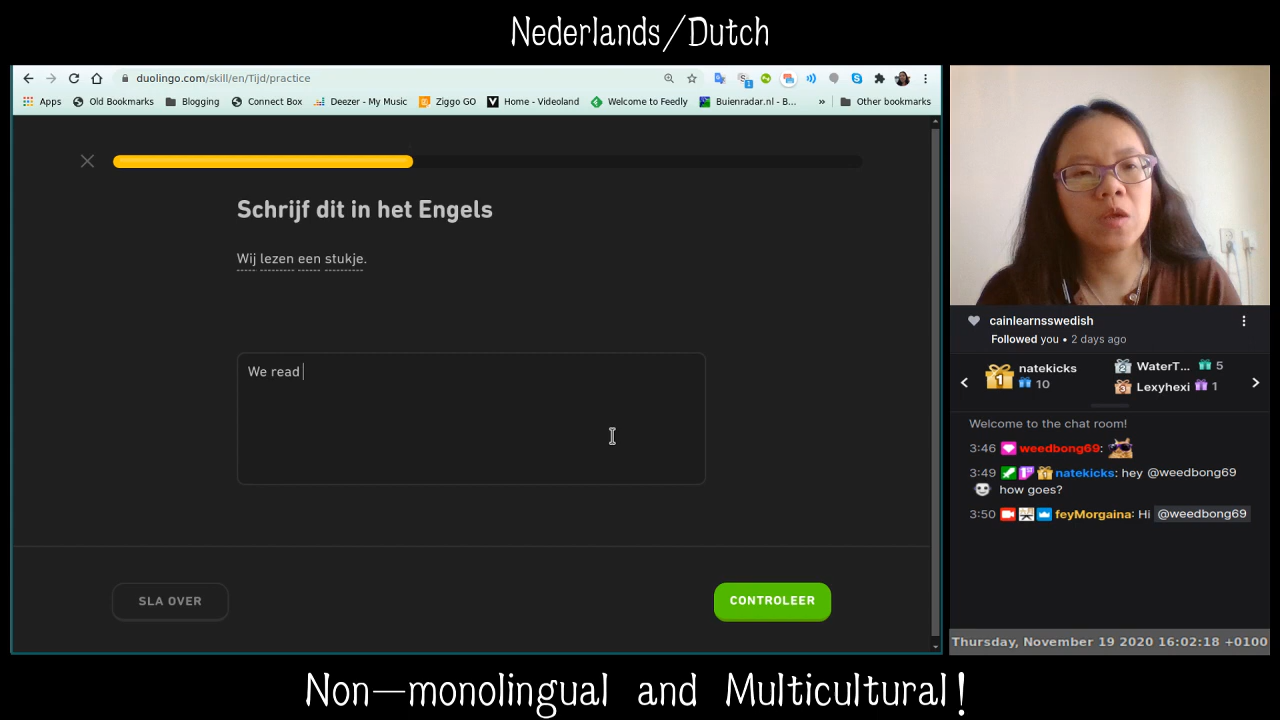 Nederlands/Dutch
duolingo.com/skill/en/Tijd/practice
Apps Old Bookmarks Blogging Connect Box Deezer - My Music Ziggo GO Home - Videoland Welcome to Feedly Buienradar.nl - B... » Other bookmarks
Schrijf dit in het Engels
Wij lezen een stukje.
We read
SLA OVER
CONTROLEER
cainlearnsswedish
Followed you • 2 days ago
1 natekicks
10
2 WaterT... 5
3 Lexyhexi 1
Welcome to the chat room!
3:46 weedbong69:
3:49 natekicks: hey @weedbong69
how goes?
3:50 feyMorgaina: Hi @weedbong69
Thursday, November 19 2020 16:02:18 +0100
Non-monolingual and Multicultural!